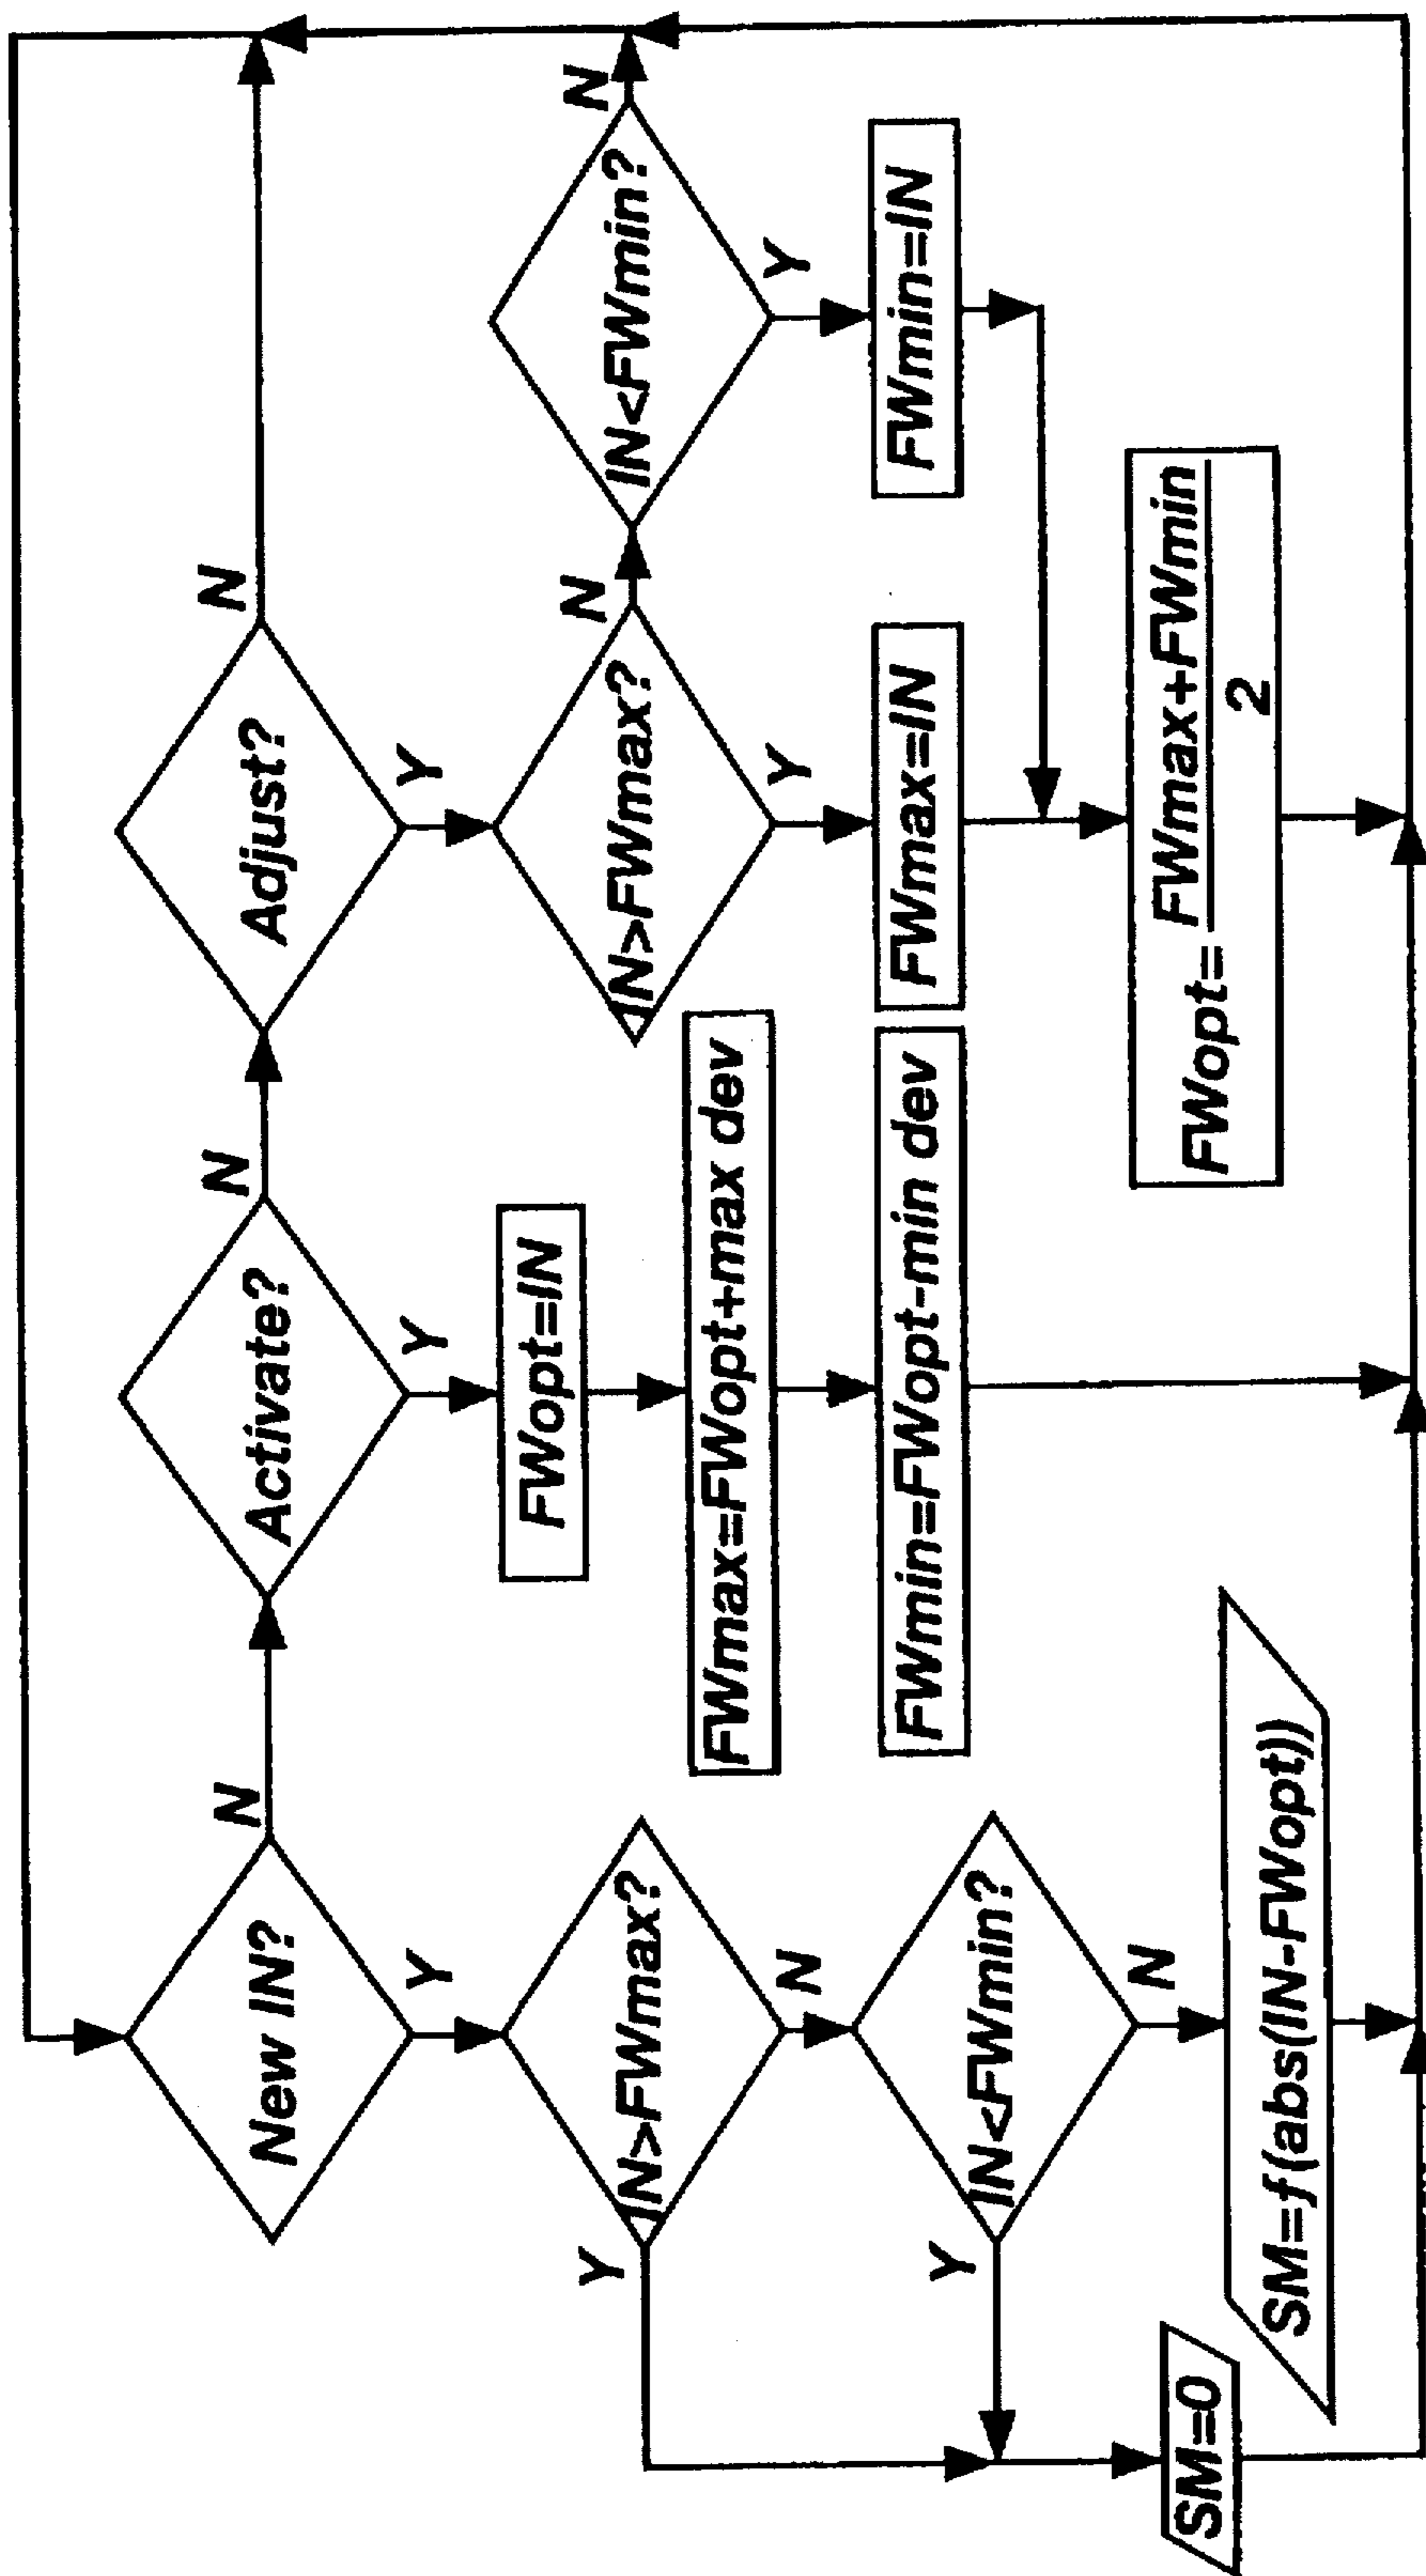 New IN?
N
Activate?
N
Adjust?
N
Y
Y
Y
IN>FWmax?
FWopt=IN
IN>FWmax?
N
IN<FWmin?
N
Y
N
Y
Y
FWmax=FWopt+max dev
IN<FWmin?
FWmin=FWopt-min dev
FWmax=IN
FWmin=IN
Y
N
SM=0
SM=f(abs(IN-FWopt))
FWopt=
FWmax+FWmin
2